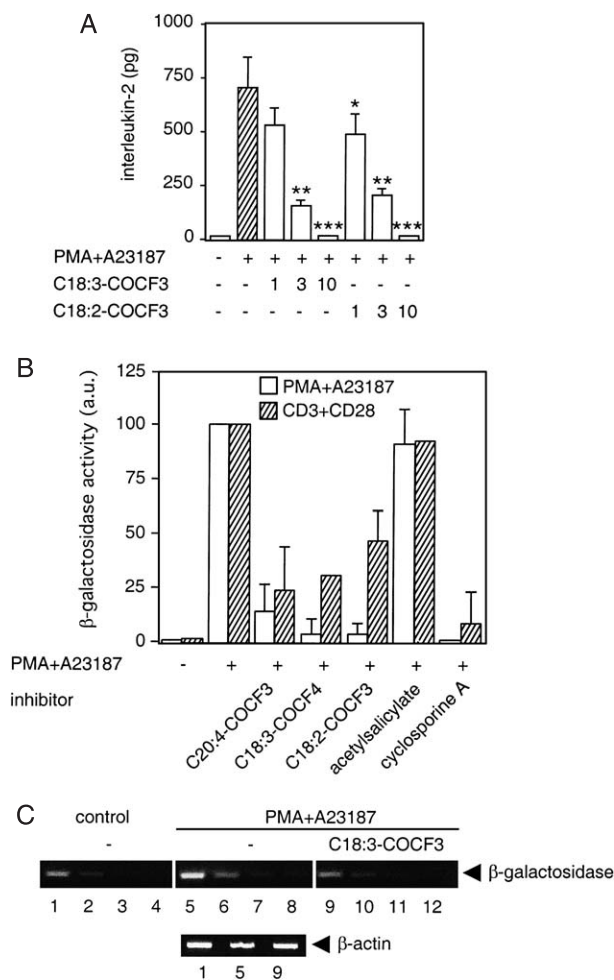 A
interleukin-2 (pg)
1000
750
500
250
0
*
**
***
**
***
PMA+A23187 - + + + + + + +
C18:3-COCF3 - - 1 3 10 - - -
C18:2-COCF3 - - - - - 1 3 10
B
β-galactosidase activity (a.u.)
125
100
75
50
25
0
PMA+A23187
CD3+CD28
PMA+A23187 - + + + + + +
inhibitor
C20:4-COCF3
C18:3-COCF4
C18:2-COCF3
acetylsalicylate
cyclosporine A
C
control PMA+A23187
- - C18:3-COCF3
β-galactosidase
1 2 3 4 5 6 7 8 9 10 11 12
β-actin
1 5 9